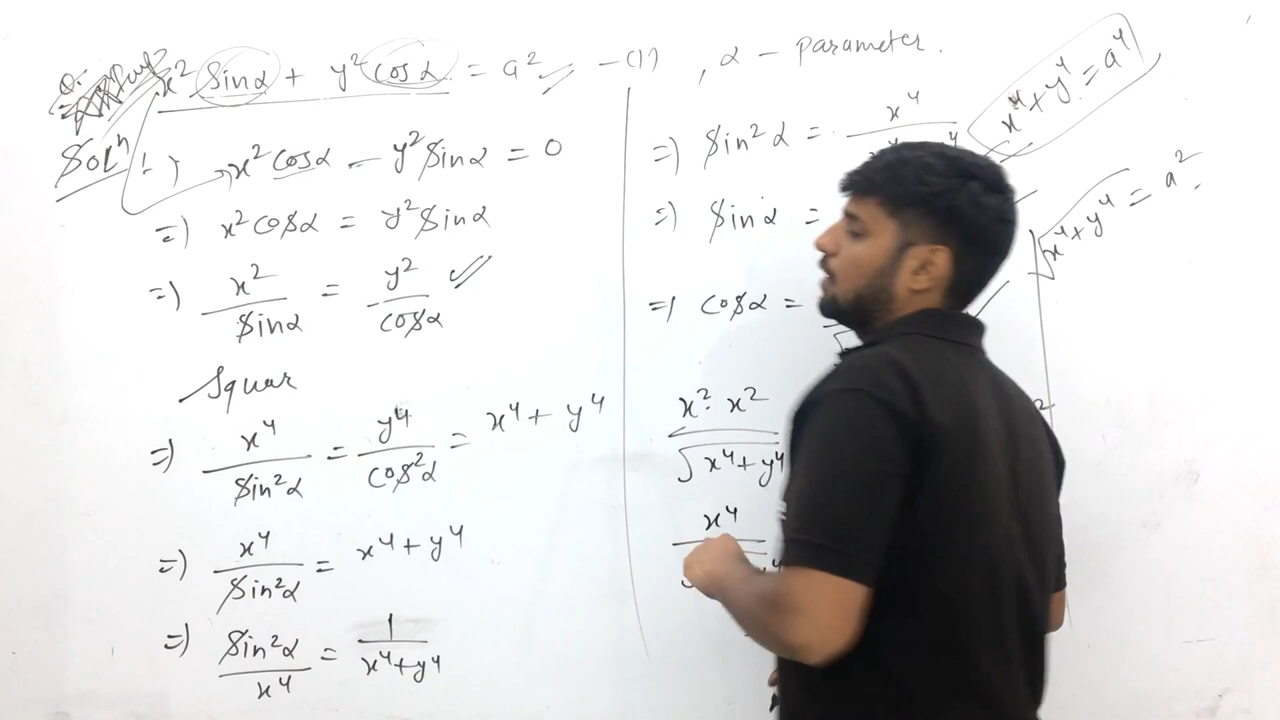 Q. x² sinα + y² cosα = a² —(1) , α – parameter.
Solⁿ :⇒ x² cosα – y² sinα = 0
⇒ x² cosα = y² sinα
⇒ x²/sinα = y²/cosα
Squar
⇒ x⁴/sin²α = y⁴/cos²α = x⁴ + y⁴
⇒ x⁴/sin²α = x⁴ + y⁴
⇒ sin²α/x⁴ = 1/x⁴+y⁴
⇒ sin²α = x⁴
⇒ sinα =
⇒ cosα =
x². x²/√x⁴+y⁴
x⁴
x⁴+y⁴ = a⁴
√x⁴+y⁴ = a²